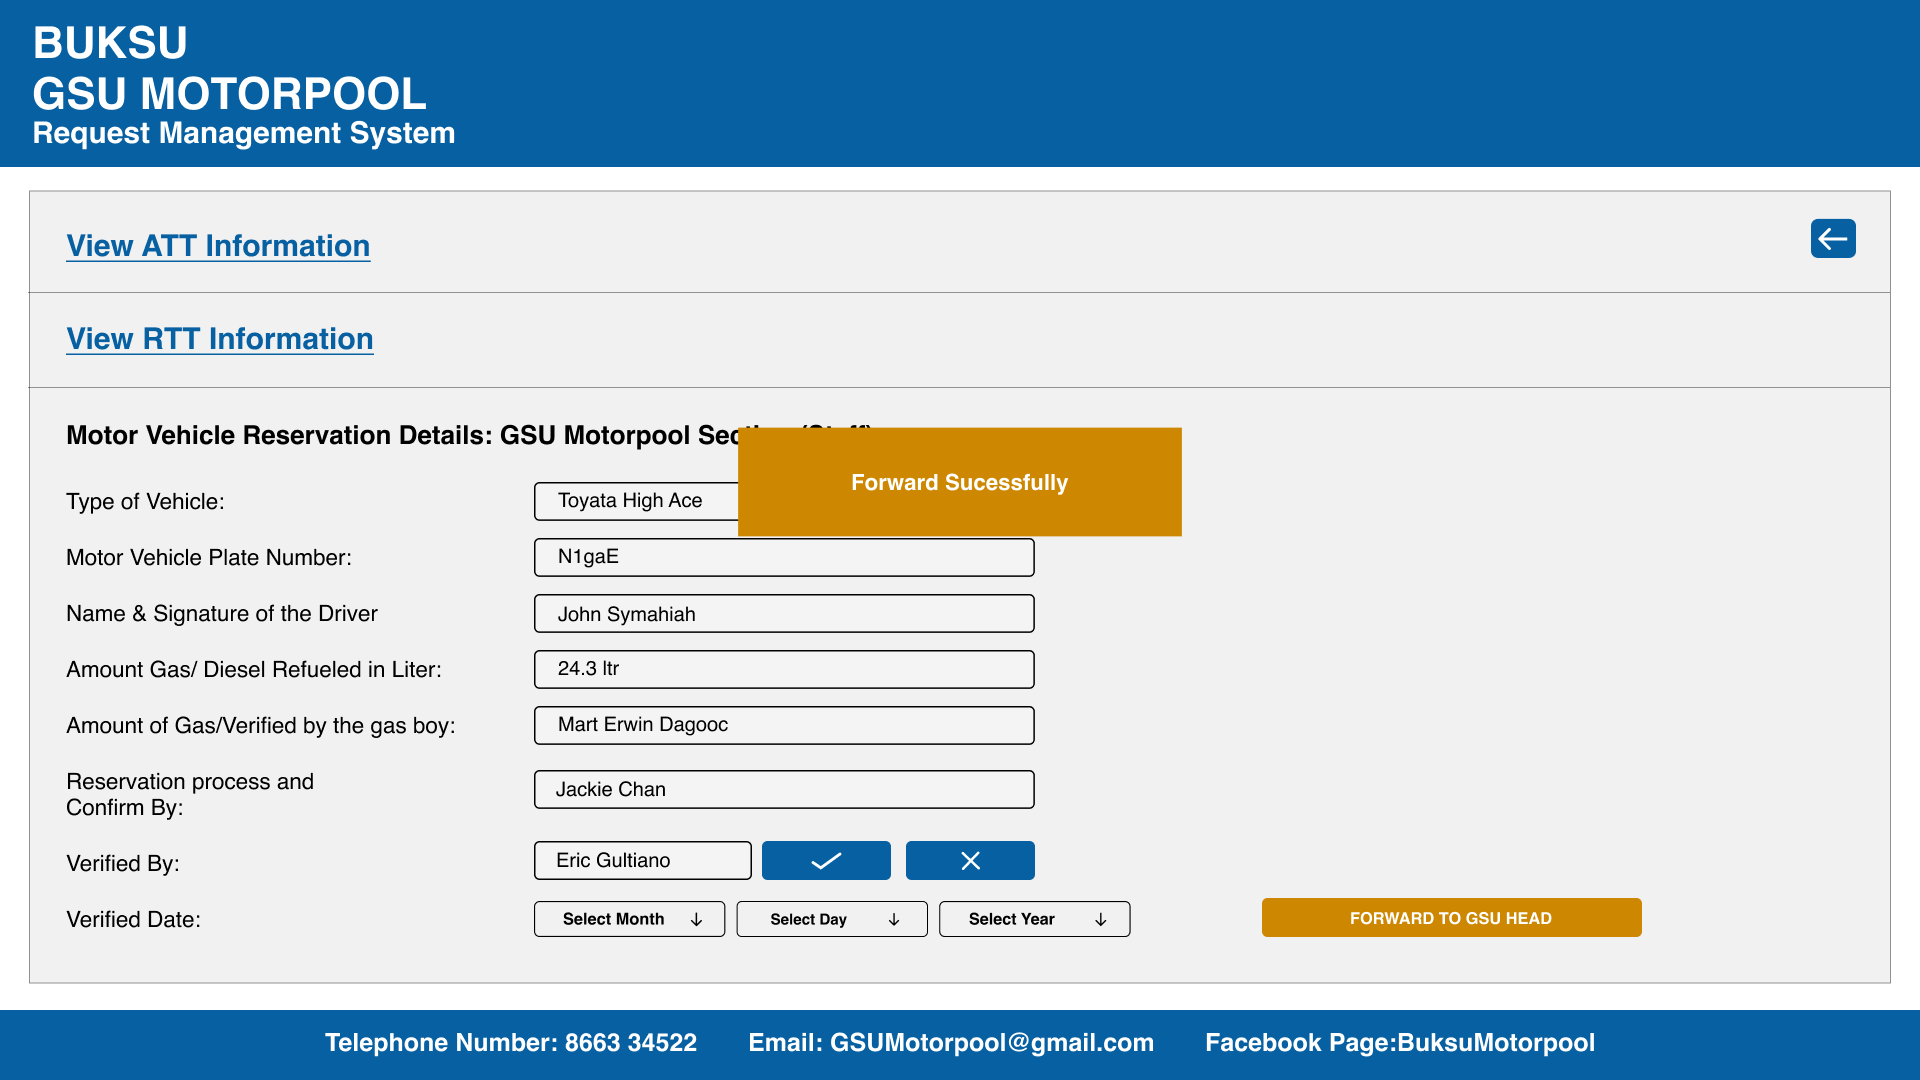 BUKSU
GSU MOTORPOOL
Request Management System
View ATT Information
View RTT Information
Motor Vehicle Reservation Details: GSU Motorpool Section (Staff)
Forward Sucessfully
Type of Vehicle:
Toyata High Ace
Motor Vehicle Plate Number:
N1gaE
Name & Signature of the Driver
John Symahiah
Amount Gas/ Diesel Refueled in Liter:
24.3 ltr
Amount of Gas/Verified by the gas boy:
Mart Erwin Dagooc
Reservation process and
Confirm By:
Jackie Chan
Verified By:
Eric Gultiano
Verified Date:
Select Month
Select Day
Select Year
FORWARD TO GSU HEAD
Telephone Number: 8663 34522 Email: GSUMotorpool@gmail.com Facebook Page:BuksuMotorpool